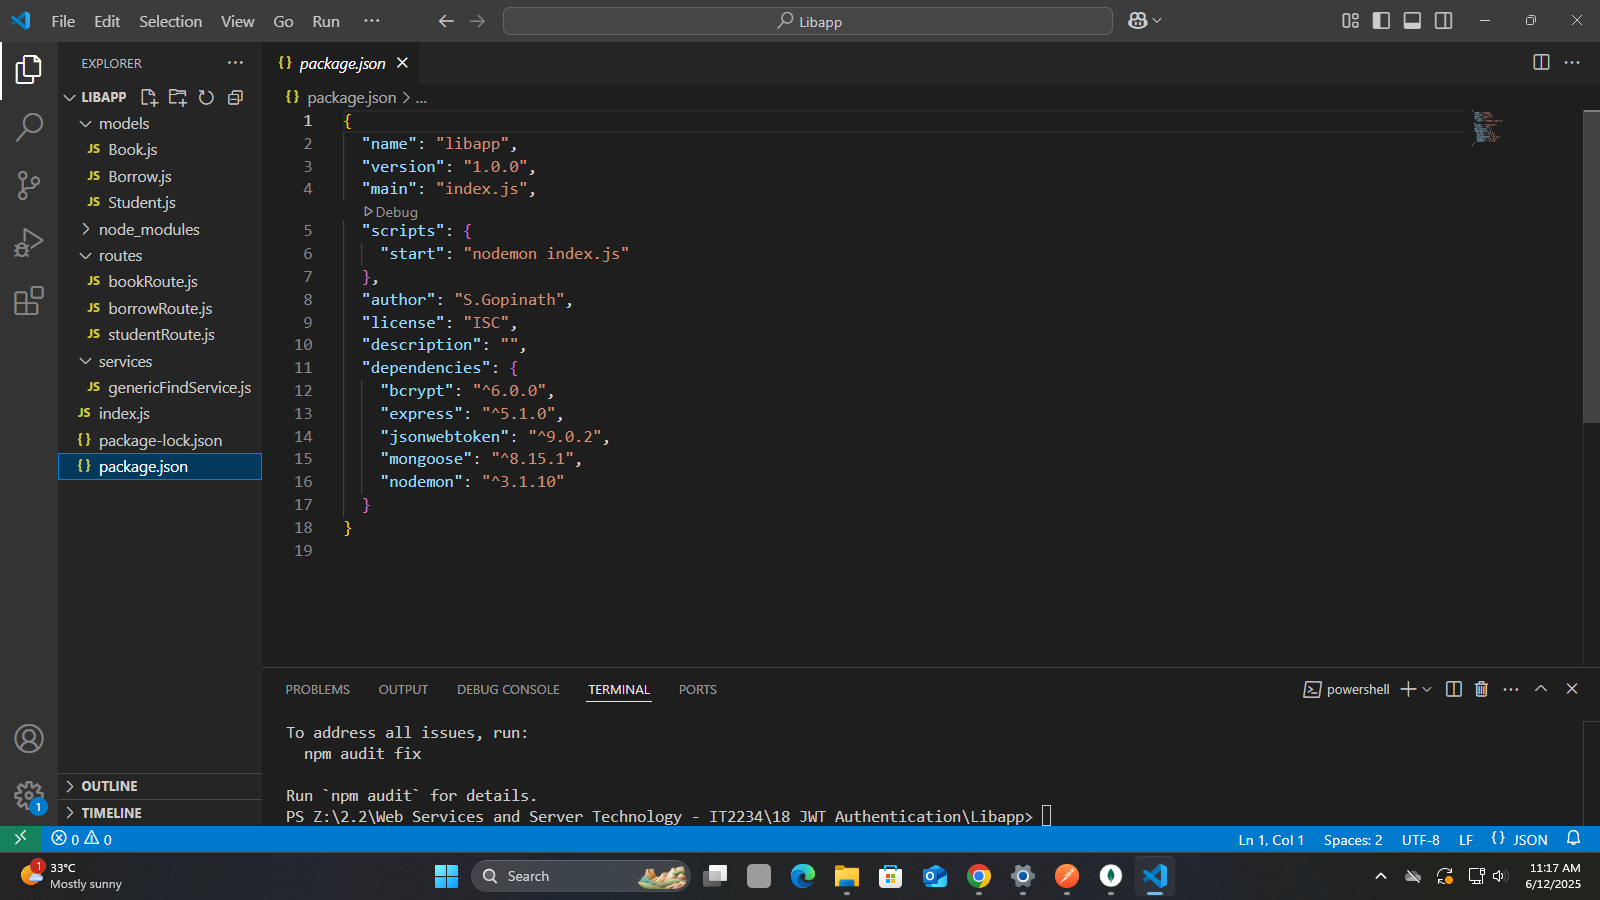 File Edit Selection View Go Run ··· Libapp
EXPLORER ···
LIBAPP
models
JS Book.js
JS Borrow.js
JS Student.js
node_modules
routes
JS bookRoute.js
JS borrowRoute.js
JS studentRoute.js
services
JS genericFindService.js
JS index.js
{} package-lock.json
{} package.json
OUTLINE
TIMELINE
{} package.json
{} package.json > ...
1 {
2 "name": "libapp",
3 "version": "1.0.0",
4 "main": "index.js",
Debug
5 "scripts": {
6 "start": "nodemon index.js"
7 },
8 "author": "S.Gopinath",
9 "license": "ISC",
10 "description": "",
11 "dependencies": {
12 "bcrypt": "^6.0.0",
13 "express": "^5.1.0",
14 "jsonwebtoken": "^9.0.2",
15 "mongoose": "^8.15.1",
16 "nodemon": "^3.1.10"
17 }
18 }
19
PROBLEMS OUTPUT DEBUG CONSOLE TERMINAL PORTS powershell
To address all issues, run:
npm audit fix
Run `npm audit` for details.
PS Z:\2.2\Web Services and Server Technology - IT2234\18 JWT Authentication\Libapp>
1
0 0 Ln 1, Col 1 Spaces: 2 UTF-8 LF {} JSON
1
33°C
Mostly sunny
Search
11:17 AM
6/12/2025